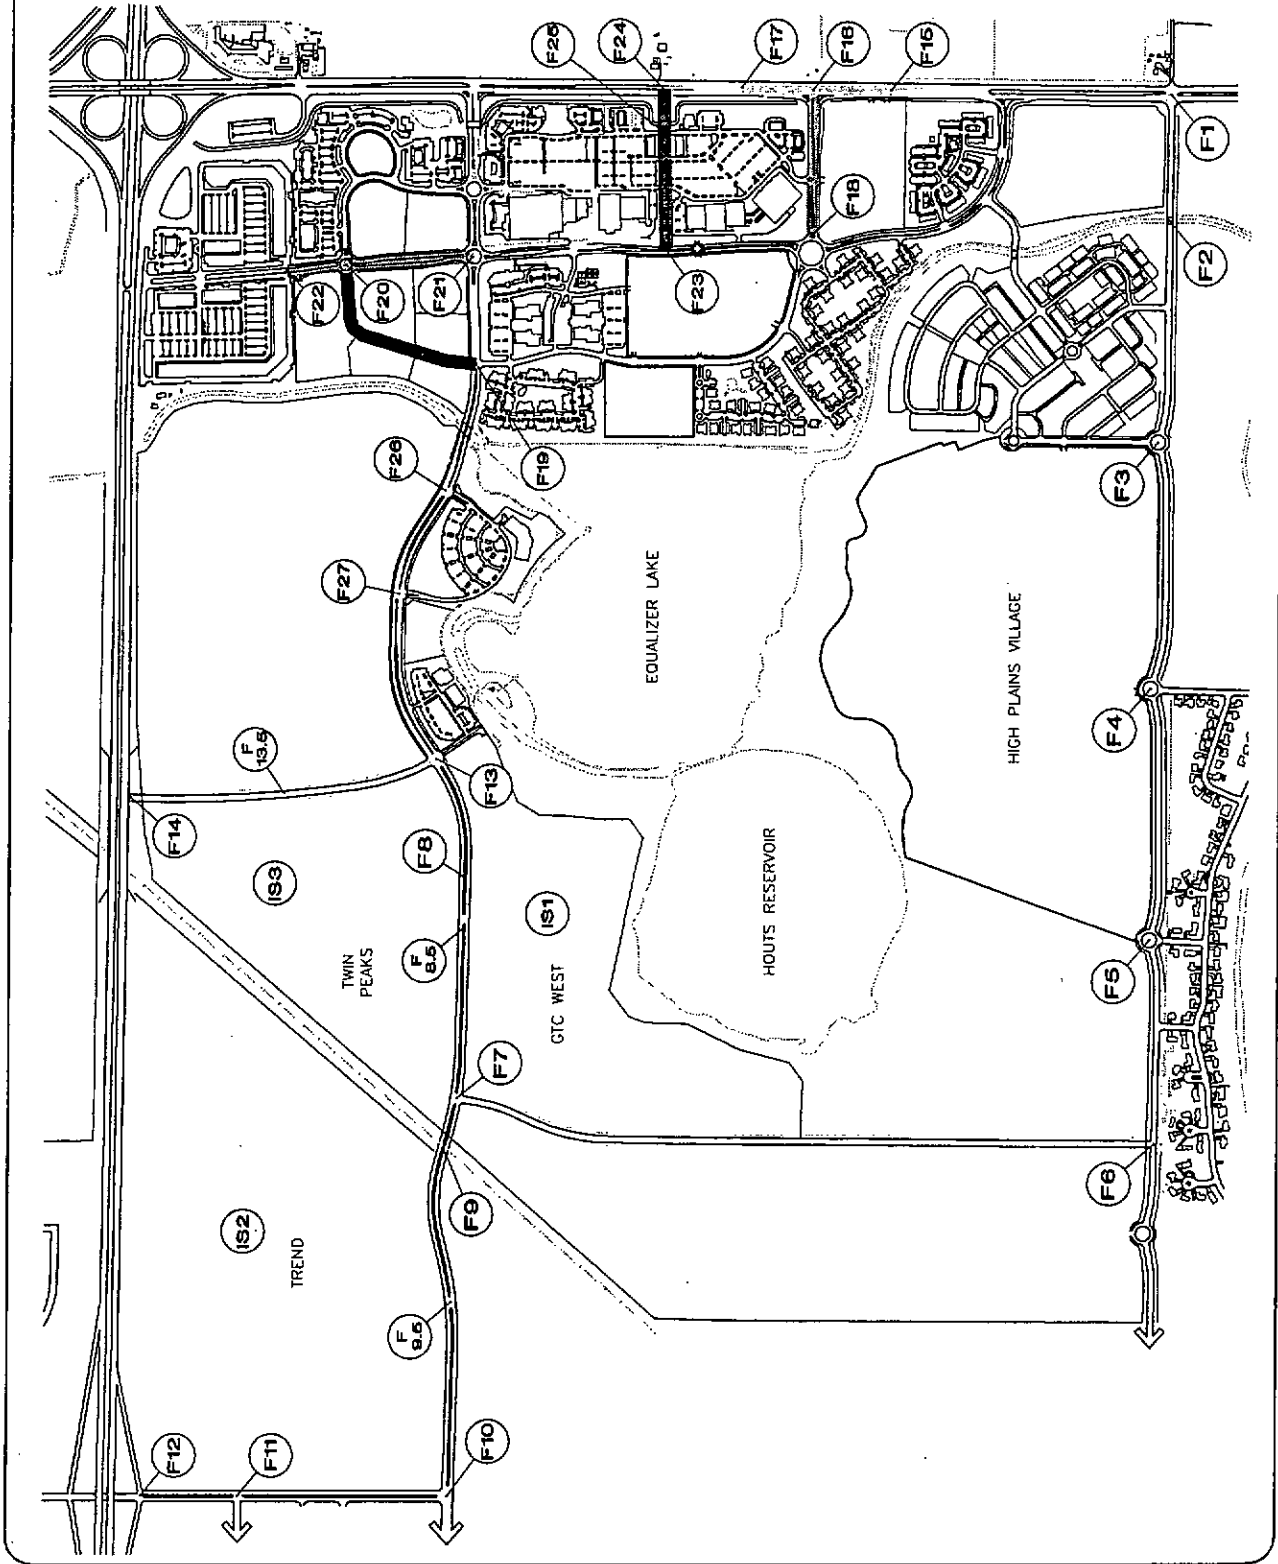 F25
F24
F17
F16
F15
F1
F18
F2
F22
F20
F21
F23
F26
F19
F3
F27
EQUALIZER LAKE
HIGH PLAINS VILLAGE
F4
F
13.5
F13
F14
F8
IS3
IS1
HOUTS RESERVOIR
TWIN
PEAKS
F
8.5
GTC WEST
F5
F7
F6
F9
IS2
TREND
F
9.5
F12
F11
F10